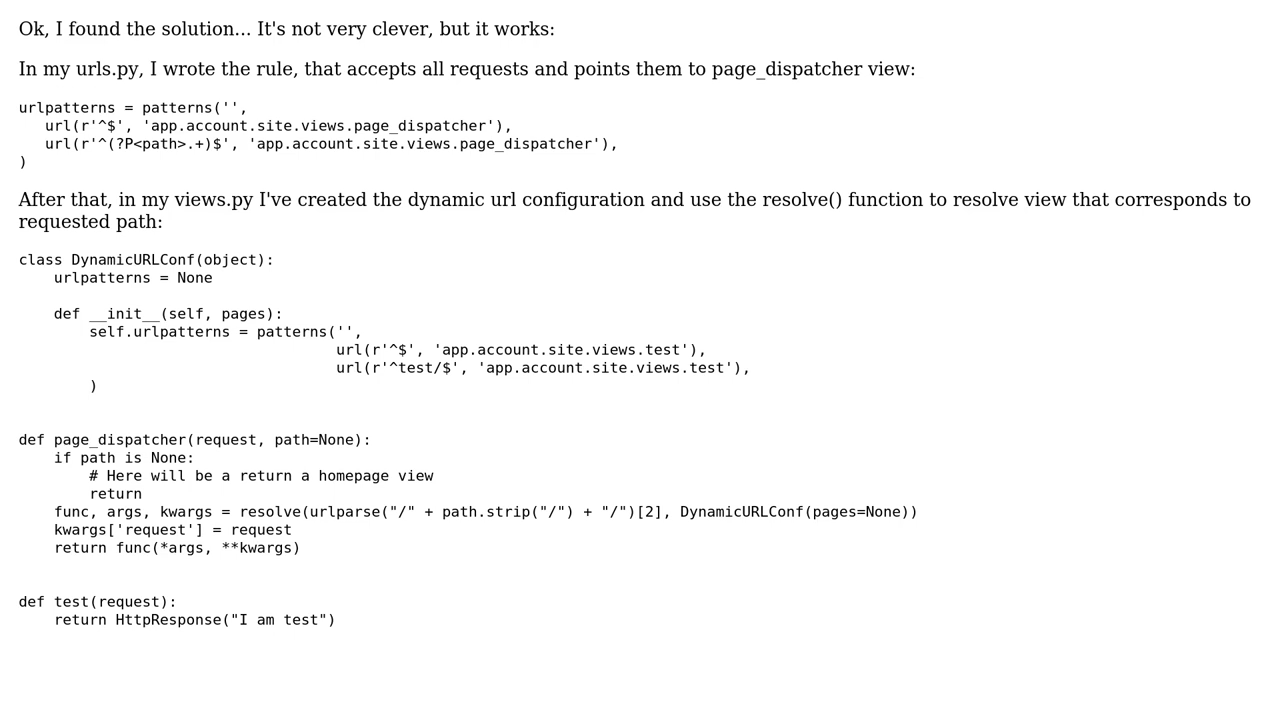 Ok, I found the solution... It's not very clever, but it works:
In my urls.py, I wrote the rule, that accepts all requests and points them to page_dispatcher view:
urlpatterns = patterns('',
   url(r'^$', 'app.account.site.views.page_dispatcher'),
   url(r'^(?P<path>.+)$', 'app.account.site.views.page_dispatcher'),
)
After that, in my views.py I've created the dynamic url configuration and use the resolve() function to resolve view that corresponds to
requested path:
class DynamicURLConf(object):
    urlpatterns = None
    def __init__(self, pages):
        self.urlpatterns = patterns('',
                                    url(r'^$', 'app.account.site.views.test'),
                                    url(r'^test/$', 'app.account.site.views.test'),
        )
def page_dispatcher(request, path=None):
    if path is None:
        # Here will be a return a homepage view
        return
    func, args, kwargs = resolve(urlparse("/" + path.strip("/") + "/")[2], DynamicURLConf(pages=None))
    kwargs['request'] = request
    return func(*args, **kwargs)
def test(request):
    return HttpResponse("I am test")